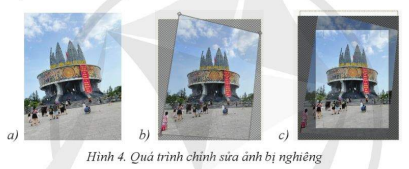 a) b) c)
Hình 4. Quá trình chỉnh sửa ảnh bị nghiêng